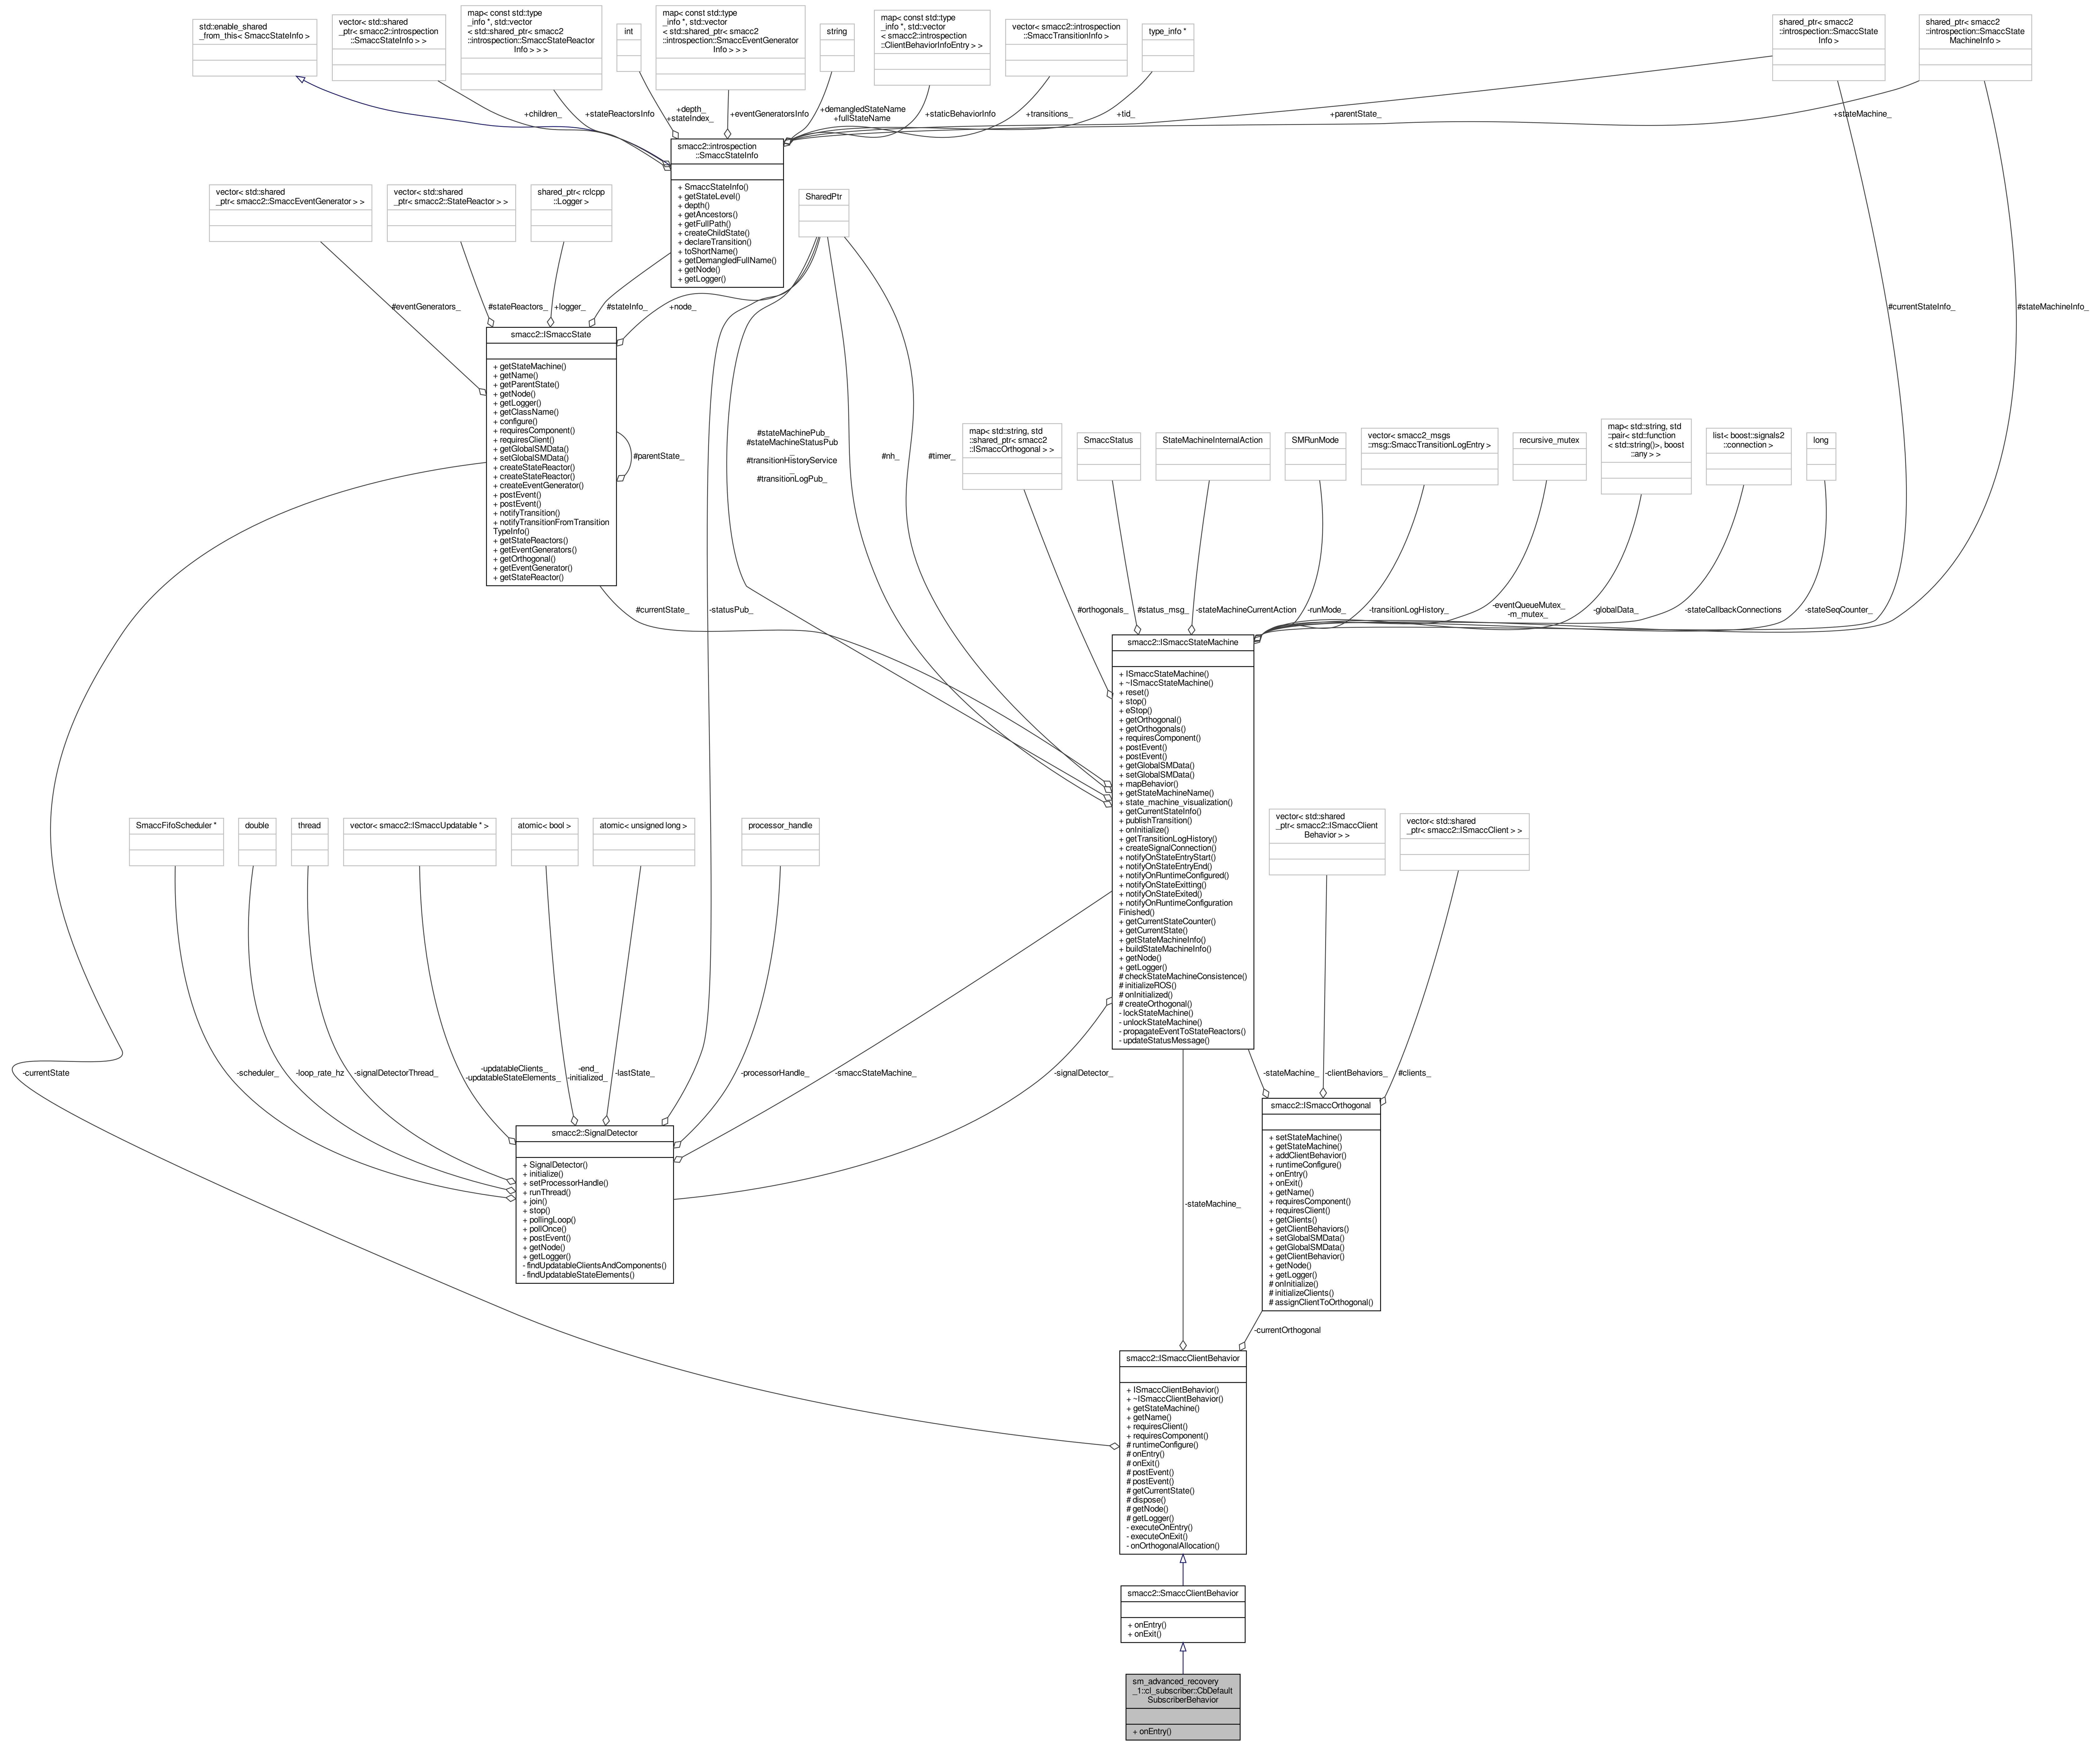 std::enable_shared
_from_this< SmaccStateInfo >
vector< std::shared
_ptr< smacc2::introspection
::SmaccStateInfo > >
map< const std::type
_info *, std::vector
< std::shared_ptr< smacc2
::introspection::SmaccStateReactor
Info > > >
int
map< const std::type
_info *, std::vector
< std::shared_ptr< smacc2
::introspection::SmaccEventGenerator
Info > > >
string
map< const std::type
_info *, std::vector
< smacc2::introspection
::ClientBehaviorInfoEntry > >
vector< smacc2::introspection
::SmaccTransitionInfo >
type_info *
shared_ptr< smacc2
::introspection::SmaccState
Info >
shared_ptr< smacc2
::introspection::SmaccState
MachineInfo >
+children_
+stateReactorsInfo
+depth_
+stateIndex_
+eventGeneratorsInfo
+demangledStateName
+fullStateName
+staticBehaviorInfo
+transitions_
+tid_
+parentState_
+stateMachine_
smacc2::introspection
::SmaccStateInfo
+ SmaccStateInfo()
+ getStateLevel()
+ depth()
+ getAncestors()
+ getFullPath()
+ createChildState()
+ declareTransition()
+ toShortName()
+ getDemangledFullName()
+ getNode()
+ getLogger()
vector< std::shared
_ptr< smacc2::SmaccEventGenerator > >
vector< std::shared
_ptr< smacc2::StateReactor > >
shared_ptr< rclcpp
::Logger >
SharedPtr
#eventGenerators_
#stateReactors_
+logger_
#stateInfo_
+node_
#currentStateInfo_
#stateMachineInfo_
smacc2::ISmaccState
+ getStateMachine()
+ getName()
+ getParentState()
+ getNode()
+ getLogger()
+ getClassName()
+ configure()
+ requiresComponent()
+ requiresClient()
+ getGlobalSMData()
+ setGlobalSMData()
+ createStateReactor()
+ createStateReactor()
+ createEventGenerator()
+ postEvent()
+ postEvent()
+ notifyTransition()
+ notifyTransitionFromTransition
TypeInfo()
+ getStateReactors()
+ getEventGenerators()
+ getOrthogonal()
+ getEventGenerator()
+ getStateReactor()
#parentState_
#stateMachinePub_
#stateMachineStatusPub
_
#transitionHistoryService
_
#transitionLogPub_
#nh_
#timer_
map< std::string, std
::shared_ptr< smacc2
::ISmaccOrthogonal > >
SmaccStatus
StateMachineInternalAction
SMRunMode
vector< smacc2_msgs
::msg::SmaccTransitionLogEntry >
recursive_mutex
map< std::string, std
::pair< std::function
< std::string()>, boost
::any > >
list< boost::signals2
::connection >
long
#currentState_
-statusPub_
#orthogonals_
#status_msg_
-stateMachineCurrentAction
-runMode_
-transitionLogHistory_
-eventQueueMutex_
-m_mutex_
-globalData_
-stateCallbackConnections
-stateSeqCounter_
smacc2::ISmaccStateMachine
+ ISmaccStateMachine()
+ ~ISmaccStateMachine()
+ reset()
+ stop()
+ eStop()
+ getOrthogonal()
+ getOrthogonals()
+ requiresComponent()
+ postEvent()
+ postEvent()
+ getGlobalSMData()
+ setGlobalSMData()
+ mapBehavior()
+ getStateMachineName()
+ state_machine_visualization()
+ getCurrentStateInfo()
+ publishTransition()
+ onInitialize()
+ getTransitionLogHistory()
+ createSignalConnection()
+ notifyOnStateEntryStart()
+ notifyOnStateEntryEnd()
+ notifyOnRuntimeConfigured()
+ notifyOnStateExitting()
+ notifyOnStateExited()
+ notifyOnRuntimeConfiguration
Finished()
+ getCurrentStateCounter()
+ getCurrentState()
+ getStateMachineInfo()
+ buildStateMachineInfo()
+ getNode()
+ getLogger()
# checkStateMachineConsistence()
# initializeROS()
# onInitialized()
# createOrthogonal()
- lockStateMachine()
- unlockStateMachine()
- propagateEventToStateReactors()
- updateStatusMessage()
SmaccFifoScheduler *
double
thread
vector< smacc2::ISmaccUpdatable * >
atomic< bool >
atomic< unsigned long >
processor_handle
vector< std::shared
_ptr< smacc2::ISmaccClient
Behavior > >
vector< std::shared
_ptr< smacc2::ISmaccClient > >
-currentState
-scheduler_
-loop_rate_hz
-signalDetectorThread_
-updatableClients_
-updatableStateElements_
-end_
-initialized_
-lastState_
-processorHandle_
-smaccStateMachine_
-signalDetector_
-stateMachine_
-clientBehaviors_
#clients_
smacc2::SignalDetector
+ SignalDetector()
+ initialize()
+ setProcessorHandle()
+ runThread()
+ join()
+ stop()
+ pollingLoop()
+ pollOnce()
+ postEvent()
+ getNode()
+ getLogger()
- findUpdatableClientsAndComponents()
- findUpdatableStateElements()
smacc2::ISmaccOrthogonal
+ setStateMachine()
+ getStateMachine()
+ addClientBehavior()
+ runtimeConfigure()
+ onEntry()
+ onExit()
+ getName()
+ requiresComponent()
+ requiresClient()
+ getClients()
+ getClientBehaviors()
+ setGlobalSMData()
+ getGlobalSMData()
+ getClientBehavior()
+ getNode()
+ getLogger()
# onInitialize()
# initializeClients()
# assignClientToOrthogonal()
-stateMachine_
-currentOrthogonal
smacc2::ISmaccClientBehavior
+ ISmaccClientBehavior()
+ ~ISmaccClientBehavior()
+ getStateMachine()
+ getName()
+ requiresClient()
+ requiresComponent()
# runtimeConfigure()
# onEntry()
# onExit()
# postEvent()
# postEvent()
# getCurrentState()
# dispose()
# getNode()
# getLogger()
- executeOnEntry()
- executeOnExit()
- onOrthogonalAllocation()
smacc2::SmaccClientBehavior
+ onEntry()
+ onExit()
sm_advanced_recovery
_1::cl_subscriber::CbDefault
SubscriberBehavior
+ onEntry()